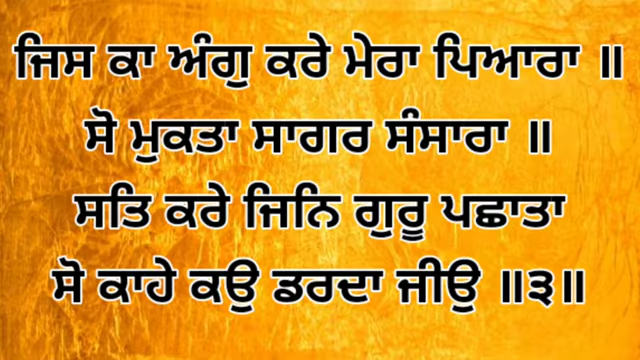 ਜਿਸ ਕਾ ਅੰਗੁ ਕਰੇ ਮੇਰਾ ਪਿਆਰਾ ॥
ਸੋ ਮੁਕਤਾ ਸਾਗਰ ਸੰਸਾਰਾ ॥
ਸਤਿ ਕਰੇ ਜਿਨਿ ਗੁਰੂ ਪਛਾਤਾ
ਸੋ ਕਾਹੇ ਕਉ ਡਰਦਾ ਜੀਉ ॥੩॥